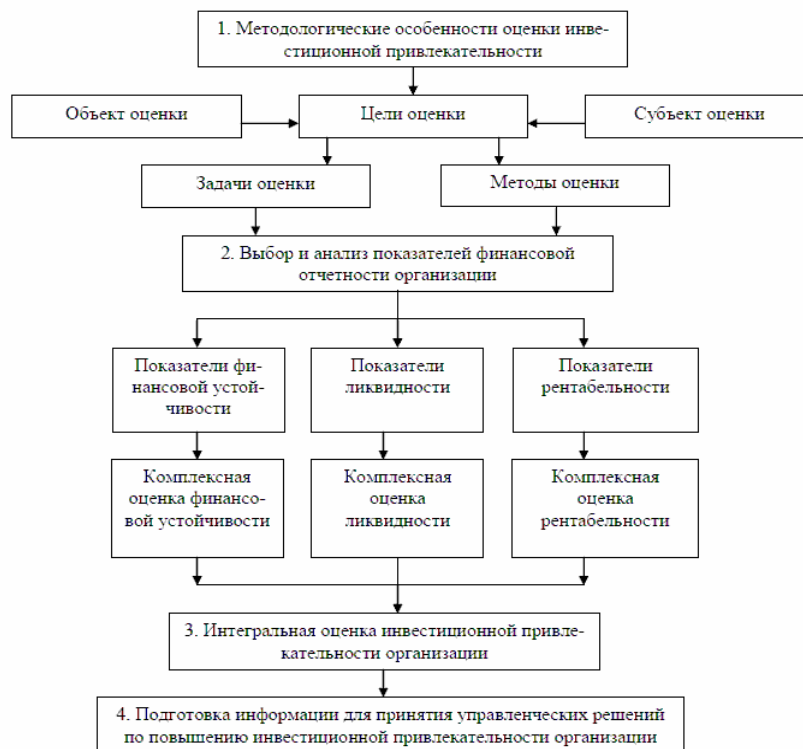 1. Методологические особенности оценки инве-
стиционной привлекательности
Объект оценки
Цели оценки
Субъект оценки
Задачи оценки
Методы оценки
2. Выбор и анализ показателей финансовой
отчетности организации
Показатели фи-
нансовой устой-
чивости
Показатели
ликвидности
Показатели
рентабельности
Комплексная
оценка финансо-
вой устойчивости
Комплексная
оценка
ликвидности
Комплексная
оценка
рентабельности
3. Интегральная оценка инвестиционной привле-
кательности организации
4. Подготовка информации для принятия управленческих решений
по повышению инвестиционной привлекательности организации